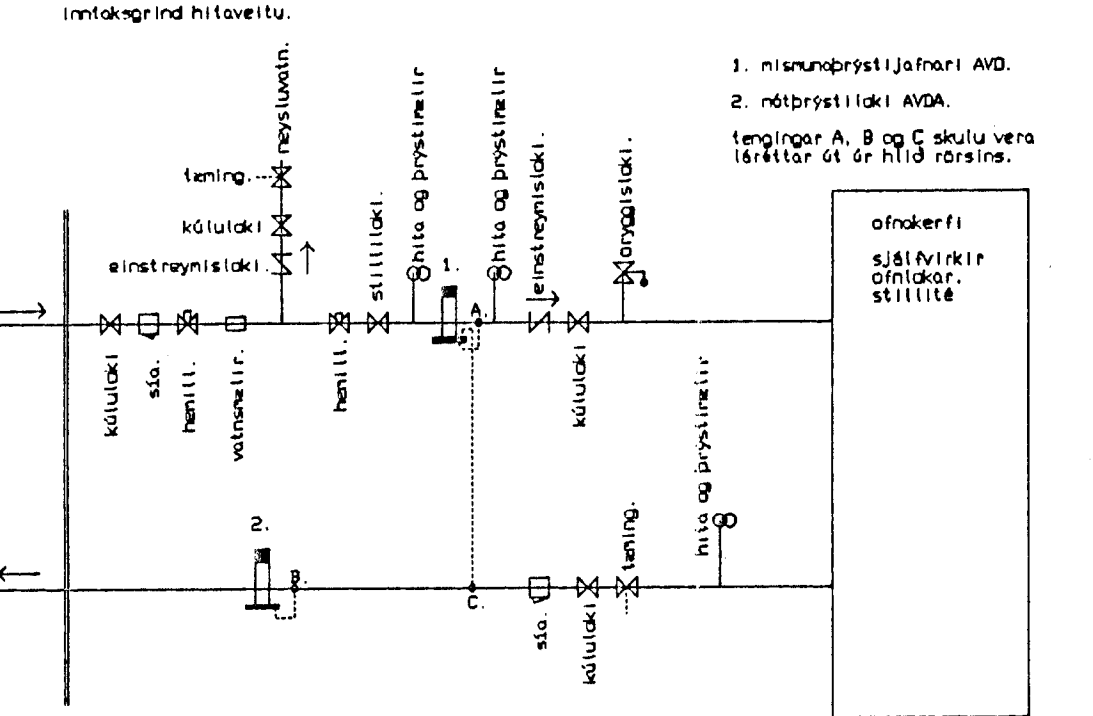 inntaksgrind hitaveitu.
1. mismunaþrýstijafnari AVD.
2. mótþrýstiloki AVDA.
tengingar A, B og C skulu vera
láréttar út úr hlið rörsins.
ofnakerfi
sjálfvirkir
ofnlokar.
stillité
neysluvatn.
tæming.
kúluloki
einstreymisloki.
stilliloki.
hita og þrýstimælir
1.
hita og þrýstimælir
A.
einstreymisloki.
öryggisloki.
kúluloki
sía.
hemill.
vatnsmælir.
hemill.
kúluloki
hita og þrýstimælir
2.
B.
C.
sía.
kúluloki
tæming.